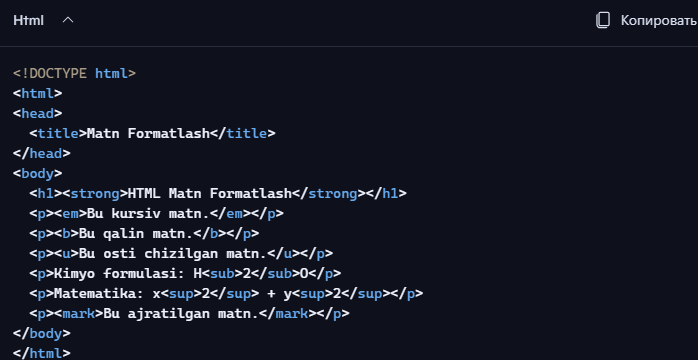 Html
Копировать
<!DOCTYPE html>
<html>
<head>
  <title>Matn Formatlash</title>
</head>
<body>
  <h1><strong>HTML Matn Formatlash</strong></h1>
  <p><em>Bu kursiv matn.</em></p>
  <p><b>Bu qalin matn.</b></p>
  <p><u>Bu osti chizilgan matn.</u></p>
  <p>Kimyo formulasi: H<sub>2</sub>O</p>
  <p>Matematika: x<sup>2</sup> + y<sup>2</sup></p>
  <p><mark>Bu ajratilgan matn.</mark></p>
</body>
</html>